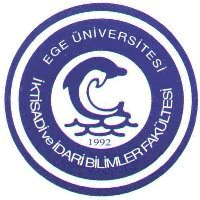 EGE ÜNİVERSİTESİ
1992
İKTİSADİ ve İDARİ BİLİMLER FAKÜLTESİ